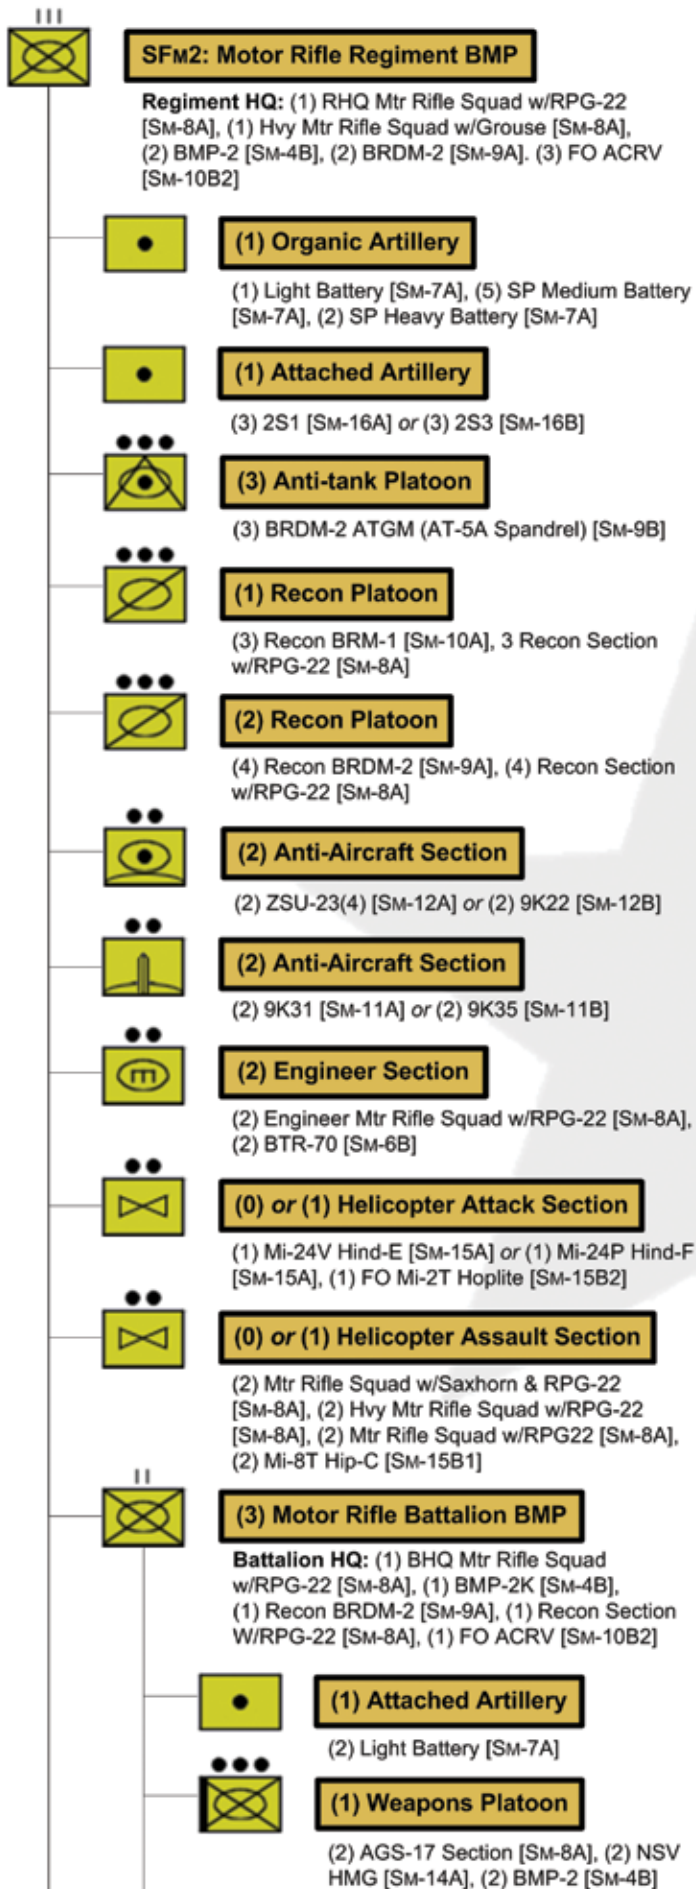 SFM2: Motor Rifle Regiment BMP
Regiment HQ: (1) RHQ Mtr Rifle Squad w/RPG-22
[SM-8A], (1) Hvy Mtr Rifle Squad w/Grouse [SM-8A],
(2) BMP-2 [SM-4B], (2) BRDM-2 [SM-9A]. (3) FO ACRV
[SM-10B2]
(1) Organic Artillery
(1) Light Battery [SM-7A], (5) SP Medium Battery
[SM-7A], (2) SP Heavy Battery [SM-7A]
(1) Attached Artillery
(3) 2S1 [SM-16A] or (3) 2S3 [SM-16B]
(3) Anti-tank Platoon
(3) BRDM-2 ATGM (AT-5A Spandrel) [SM-9B]
(1) Recon Platoon
(3) Recon BRM-1 [SM-10A], 3 Recon Section
w/RPG-22 [SM-8A]
(2) Recon Platoon
(4) Recon BRDM-2 [SM-9A], (4) Recon Section
w/RPG-22 [SM-8A]
(2) Anti-Aircraft Section
(2) ZSU-23(4) [SM-12A] or (2) 9K22 [SM-12B]
(2) Anti-Aircraft Section
(2) 9K31 [SM-11A] or (2) 9K35 [SM-11B]
(2) Engineer Section
(2) Engineer Mtr Rifle Squad w/RPG-22 [SM-8A],
(2) BTR-70 [SM-6B]
(0) or (1) Helicopter Attack Section
(1) Mi-24V Hind-E [SM-15A] or (1) Mi-24P Hind-F
[SM-15A], (1) FO Mi-2T Hoplite [SM-15B2]
(0) or (1) Helicopter Assault Section
(2) Mtr Rifle Squad w/Saxhorn & RPG-22
[SM-8A], (2) Hvy Mtr Rifle Squad w/RPG-22
[SM-8A], (2) Mtr Rifle Squad w/RPG22 [SM-8A],
(2) Mi-8T Hip-C [SM-15B1]
(3) Motor Rifle Battalion BMP
Battalion HQ: (1) BHQ Mtr Rifle Squad
w/RPG-22 [SM-8A], (1) BMP-2K [SM-4B],
(1) Recon BRDM-2 [SM-9A], (1) Recon Section
W/RPG-22 [SM-8A], (1) FO ACRV [SM-10B2]
(1) Attached Artillery
(2) Light Battery [SM-7A]
(1) Weapons Platoon
(2) AGS-17 Section [SM-8A], (2) NSV
HMG [SM-14A], (2) BMP-2 [SM-4B]